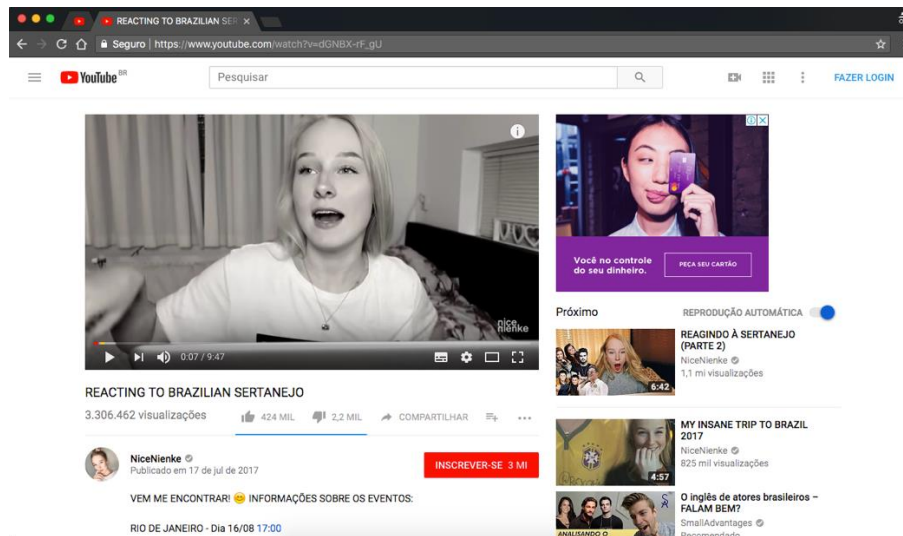 REACTING TO BRAZILIAN SER
Seguro | https://www.youtube.com/watch?v=dGNBX-rF_gU
YouTube BR
Pesquisar
FAZER LOGIN
nice
nienke
0:07 / 9:47
REACTING TO BRAZILIAN SERTANEJO
3.306.462 visualizações
424 MIL
2,2 MIL
COMPARTILHAR
NiceNienke
Publicado em 17 de jul de 2017
INSCREVER-SE 3 MI
VEM ME ENCONTRAR! 😊 INFORMAÇÕES SOBRE OS EVENTOS:
RIO DE JANEIRO - Dia 16/08 17:00
Você no controle
do seu dinheiro.
PEÇA SEU CARTÃO
Próximo
REPRODUÇÃO AUTOMÁTICA
6:42
REAGINDO À SERTANEJO
(PARTE 2)
NiceNienke
1,1 mi visualizações
4:57
MY INSANE TRIP TO BRAZIL
2017
NiceNienke
825 mil visualizações
ANALISANDO O
O inglês de atores brasileiros –
FALAM BEM?
SmallAdvantages
Recomendado